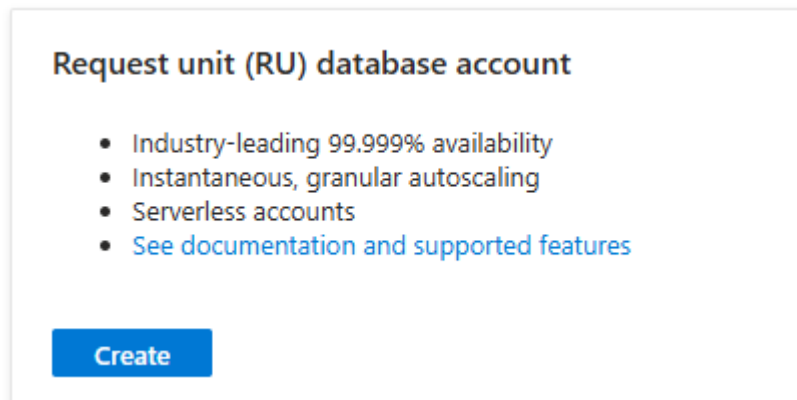 Request unit (RU) database account
• Industry-leading 99.999% availability
• Instantaneous, granular autoscaling
• Serverless accounts
• See documentation and supported features
Create